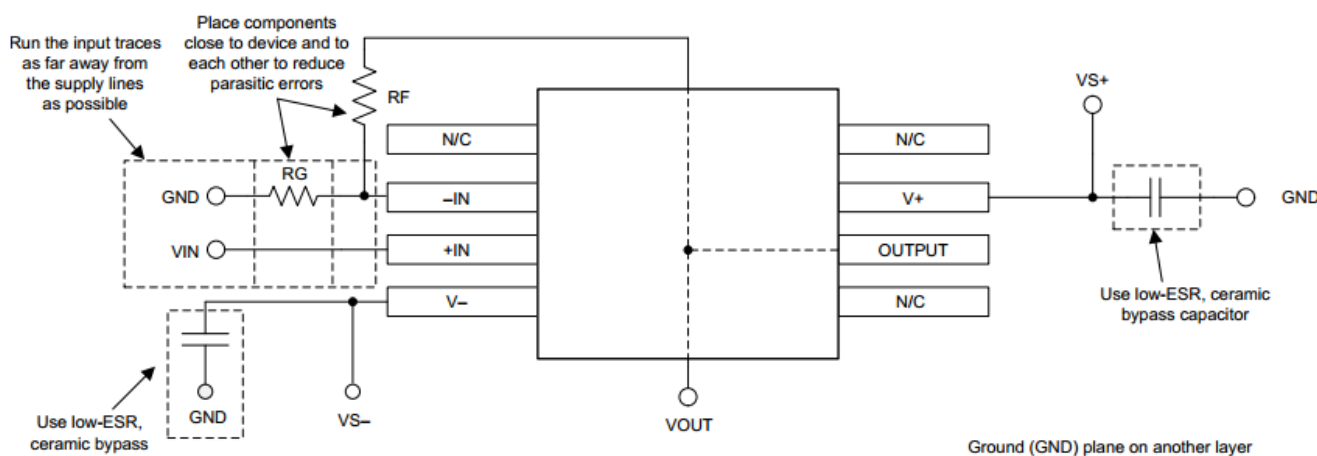 Place components
close to device and to
each other to reduce
parasitic errors
Run the input traces
as far away from
the supply lines
as possible
RF
VS+
N/C
N/C
RG
GND
–IN
V+
GND
VIN
+IN
OUTPUT
V–
N/C
Use low-ESR, ceramic
bypass capacitor
GND
VS–
VOUT
Use low-ESR,
ceramic bypass
Ground (GND) plane on another layer